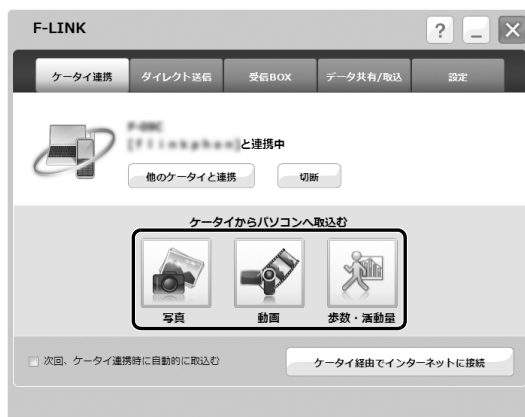 F-LINK
?
ケータイ連携 ダイレクト送信 受信BOX データ共有/取込 設定
と連携中
他のケータイと連携 切断
ケータイからパソコンへ取込む
写真 動画 歩数・活動量
次回、ケータイ連携時に自動的に取込む
ケータイ経由でインターネットに接続